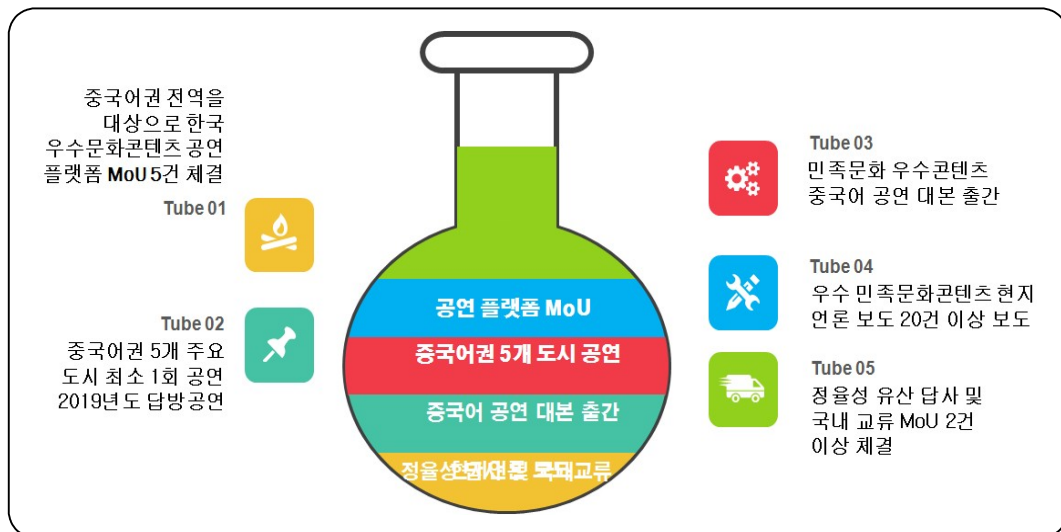 중국어권 전역을
대상으로 한국
우수문화콘텐츠 공연
플랫폼 MoU 5건 체결
Tube 01
Tube 02
중국어권 5개 주요
도시 최소 1회 공연
2019년도 답방공연
공연 플랫폼 MoU
중국어권 5개 도시 공연
중국어 공연 대본 출간
정율성 국내교류
Tube 03
민족문화 우수콘텐츠
중국어 공연 대본 출간
Tube 04
우수 민족문화콘텐츠 현지
언론 보도 20건 이상 보도
Tube 05
정율성 유산 답사 및
국내 교류 MoU 2건
이상 체결